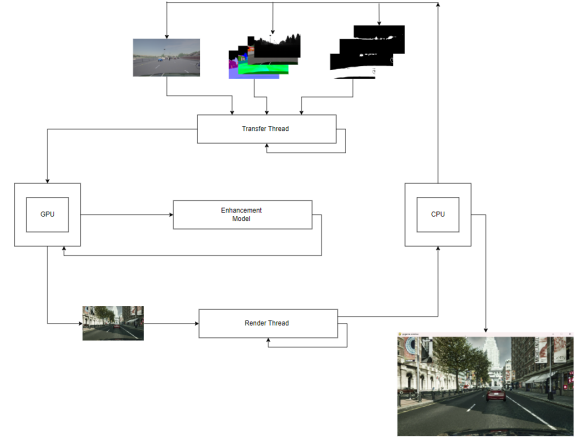 Transfer Thread
GPU
Enhancement
Model
CPU
Render Thread